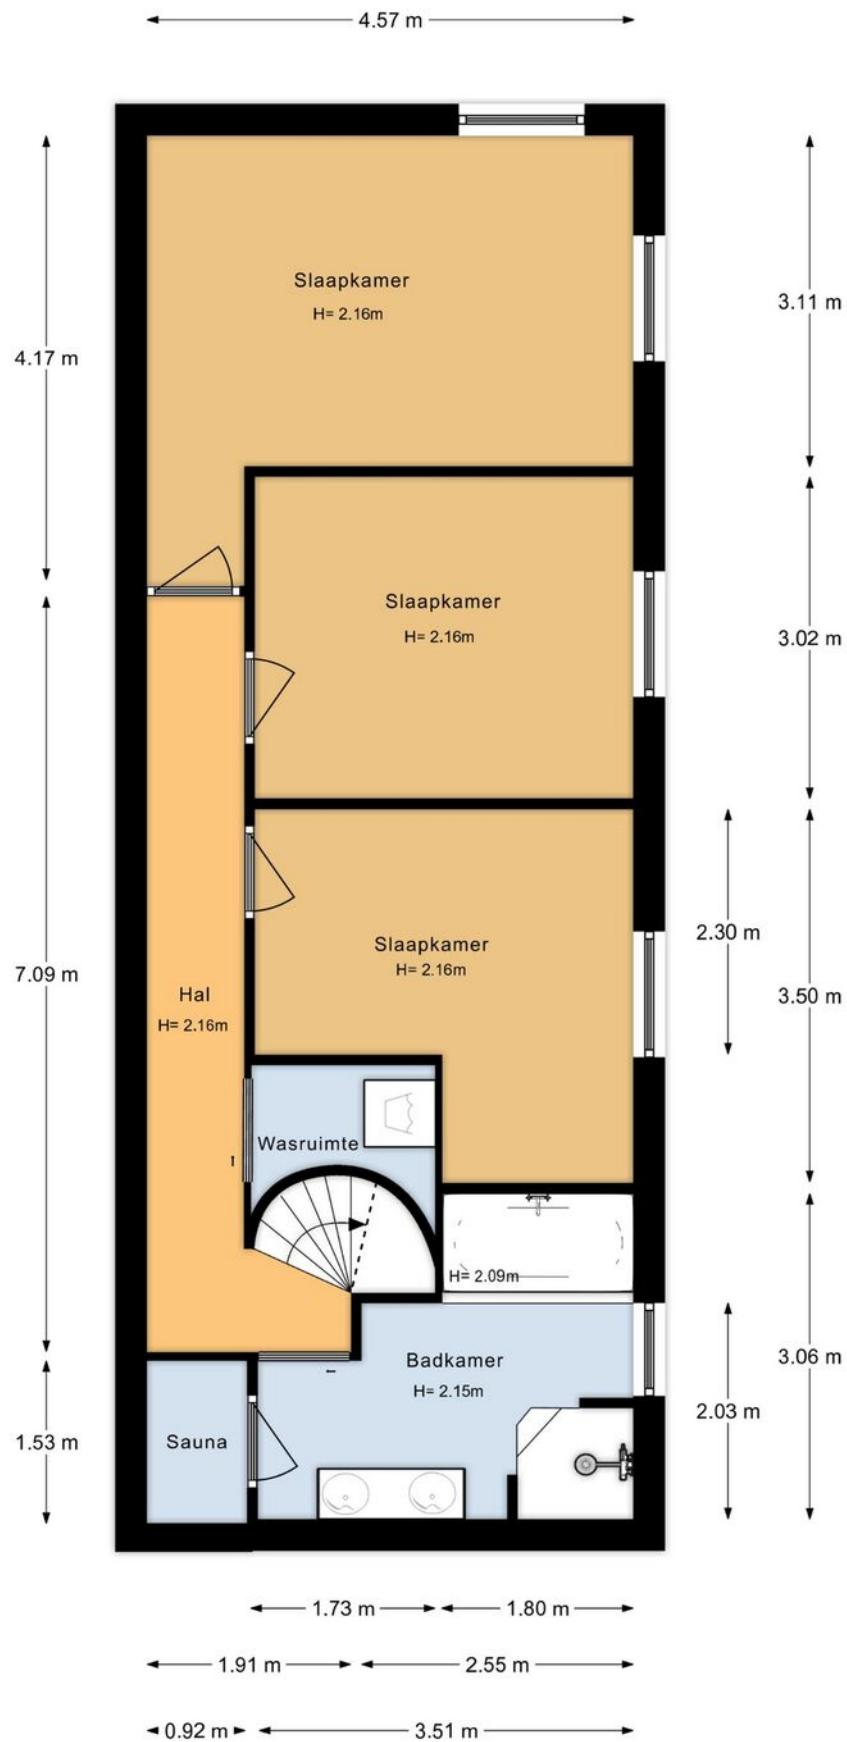 4.57 m
Slaapkamer
H= 2.16m
3.11 m
4.17 m
Slaapkamer
H= 2.16m
3.02 m
2.30 m
Slaapkamer
H= 2.16m
7.09 m
Hal
H= 2.16m
3.50 m
Wasruimte
H= 2.09m
Badkamer
H= 2.15m
3.06 m
2.03 m
1.53 m
Sauna
1.73 m
1.80 m
1.91 m
2.55 m
0.92 m
3.51 m